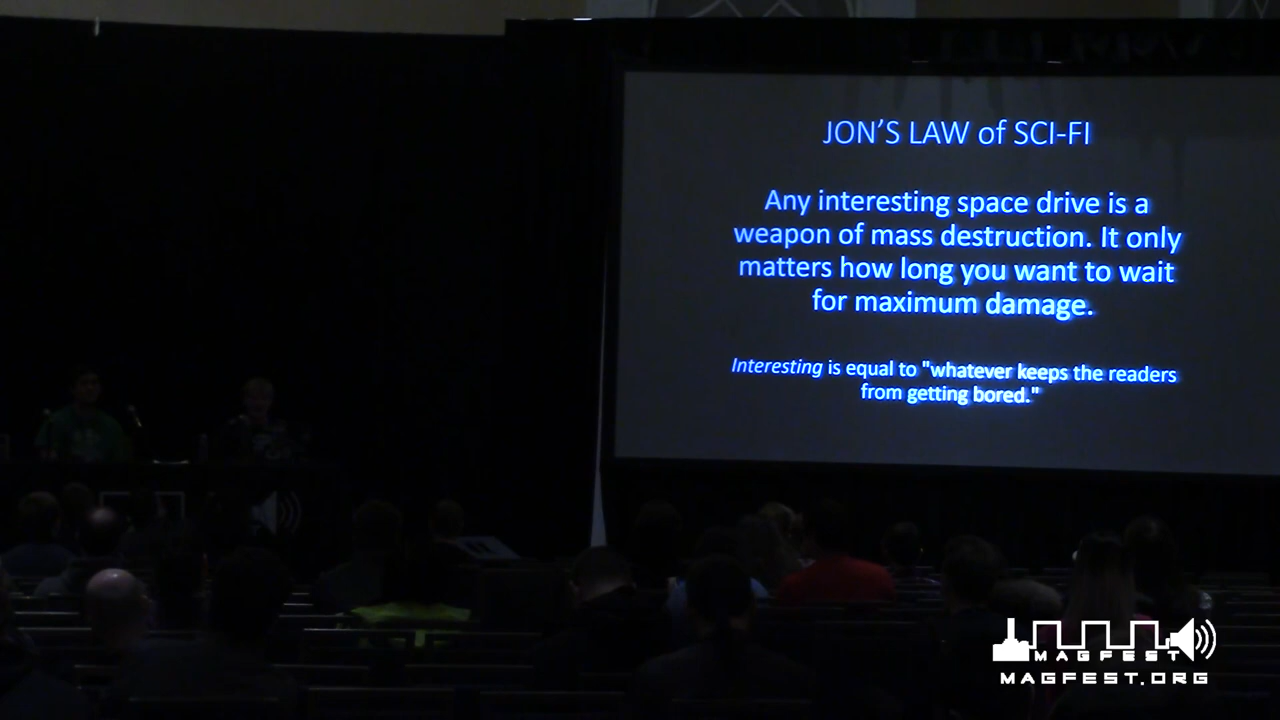 JON'S LAW of SCI-FI
Any interesting space drive is a
weapon of mass destruction. It only
matters how long you want to wait
for maximum damage.
Interesting is equal to "whatever keeps the readers
from getting bored."
MAGFEST
MAGFEST.ORG